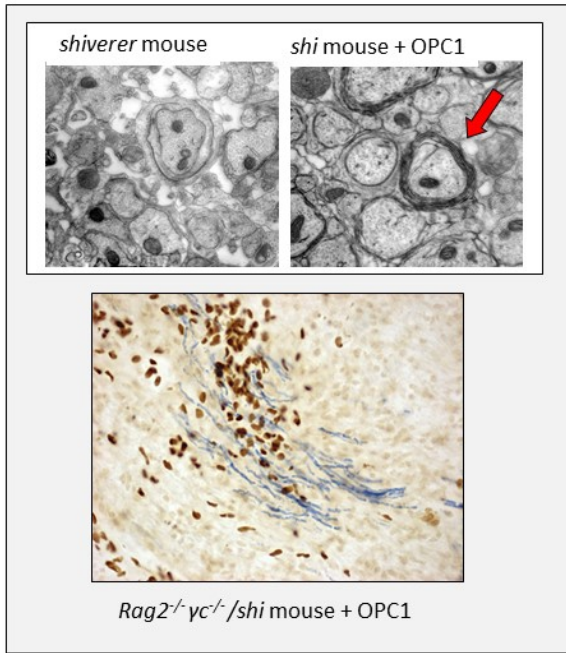 shiverer mouse
shi mouse + OPC1
Rag2-/- γc-/-/shi mouse + OPC1